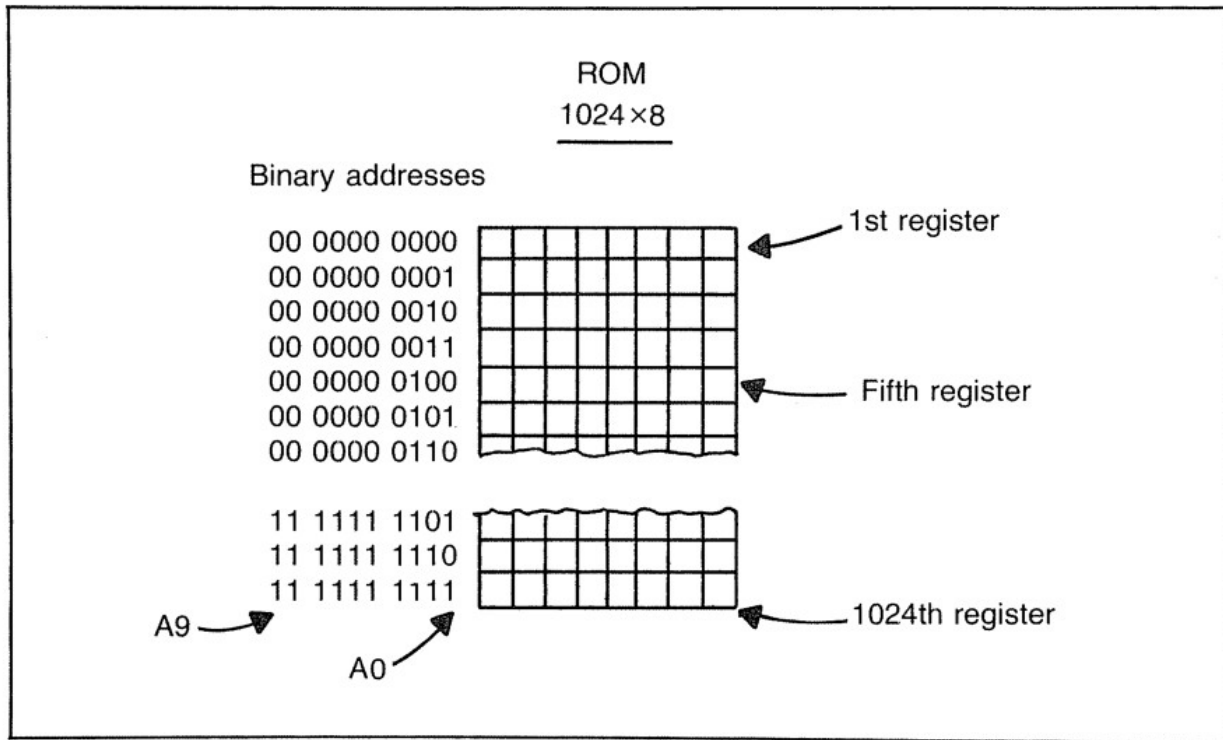 ROM
1024×8
Binary addresses
00 0000 0000
1st register
00 0000 0001
00 0000 0010
00 0000 0011
00 0000 0100
Fifth register
00 0000 0101
00 0000 0110
11 1111 1101
11 1111 1110
11 1111 1111
1024th register
A9
A0